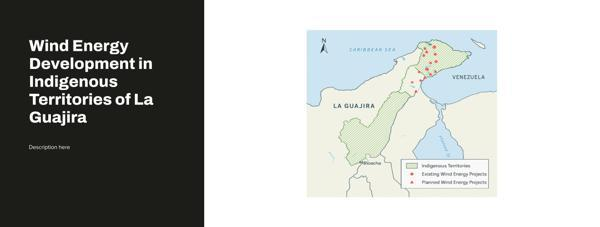 Wind Energy
Development in
Indigenous
Territories of La
Guajira
Description here
N
CARIBBEAN SEA
VENEZUELA
LA GUAJIRA
Riohacha
Indigenous Territories
Existing Wind Energy Projects
Planned Wind Energy Projects